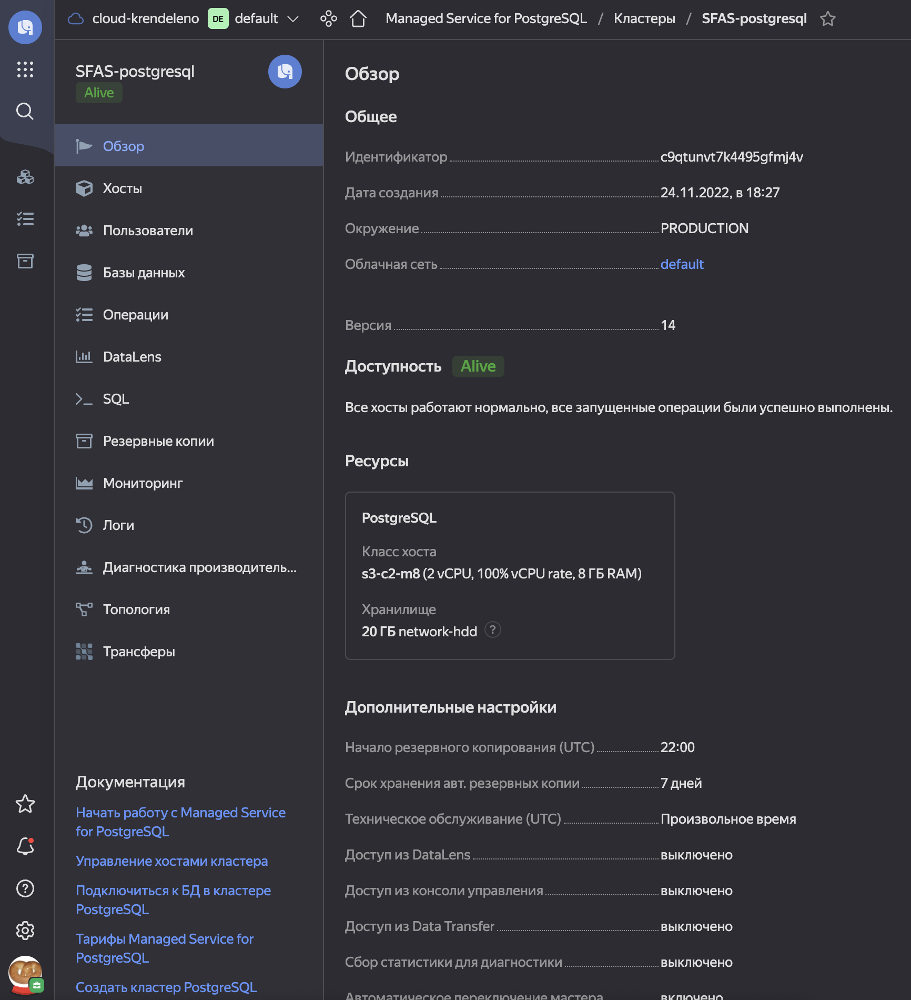 cloud-krendeleno DE default Managed Service for PostgreSQL / Кластеры / SFAS-postgresql
SFAS-postgresql
Alive
Обзор
Хосты
Пользователи
Базы данных
Операции
DataLens
SQL
Резервные копии
Мониторинг
Логи
Диагностика производитель...
Топология
Трансферы
Документация
Начать работу с Managed Service
for PostgreSQL
Управление хостами кластера
Подключиться к БД в кластере
PostgreSQL
Тарифы Managed Service for
PostgreSQL
Создать кластер PostgreSQL
Обзор
Общее
Идентификатор c9qtunvt7k4495gfmj4v
Дата создания 24.11.2022, в 18:27
Окружение PRODUCTION
Облачная сеть default
Версия 14
Доступность Alive
Все хосты работают нормально, все запущенные операции были успешно выполнены.
Ресурсы
PostgreSQL
Класс хоста
s3-c2-m8 (2 vCPU, 100% vCPU rate, 8 ГБ RAM)
Хранилище
20 ГБ network-hdd ?
Дополнительные настройки
Начало резервного копирования (UTC) 22:00
Срок хранения авт. резервных копии 7 дней
Техническое обслуживание (UTC) Произвольное время
Доступ из DataLens выключено
Доступ из консоли управления выключено
Доступ из Data Transfer выключено
Сбор статистики для диагностики выключено
Автоматическое переключение мастера включено